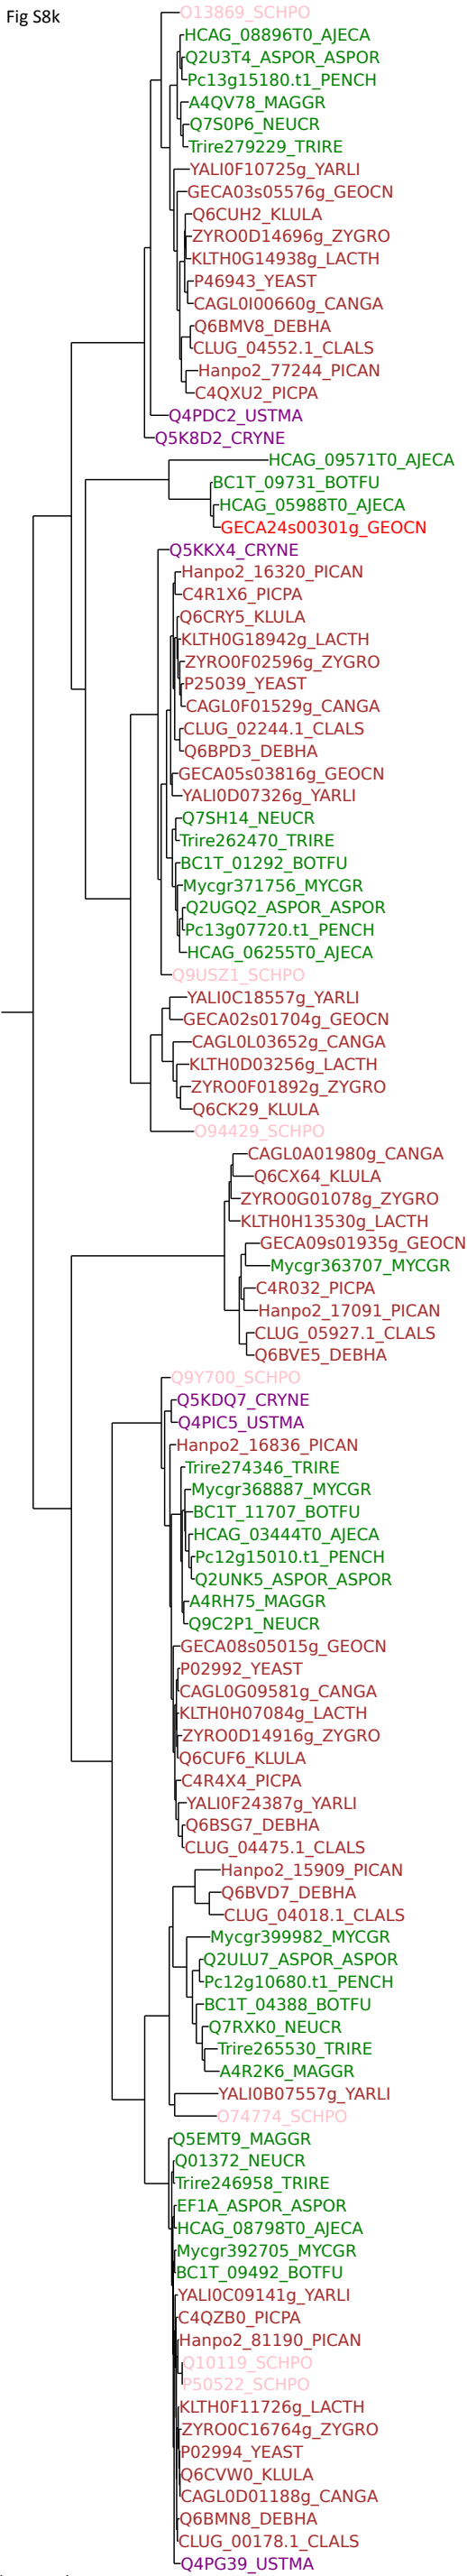 Fig S8k
O13869_SCHPO
HCAG_08896T0_AJECA
Q2U3T4_ASPOR_ASPOR
Pc13g15180.t1_PENCH
A4QV78_MAGGR
Q7S0P6_NEUCR
Trire279229_TRIRE
YALI0F10725g_YARLI
GECA03s05576g_GEOCN
Q6CUH2_KLULA
ZYRO0D14696g_ZYGRO
KLTH0G14938g_LACTH
P46943_YEAST
CAGL0I00660g_CANGA
Q6BMV8_DEBHA
CLUG_04552.1_CLALS
Hanpo2_77244_PICAN
C4QXU2_PICPA
Q4PDC2_USTMA
Q5K8D2_CRYNE
HCAG_09571T0_AJECA
BC1T_09731_BOTFU
HCAG_05988T0_AJECA
GECA24s00301g_GEOCN
Q5KKX4_CRYNE
Hanpo2_16320_PICAN
C4R1X6_PICPA
Q6CRY5_KLULA
KLTH0G18942g_LACTH
ZYRO0F02596g_ZYGRO
P25039_YEAST
CAGL0F01529g_CANGA
CLUG_02244.1_CLALS
Q6BPD3_DEBHA
GECA05s03816g_GEOCN
YALI0D07326g_YARLI
Q7SH14_NEUCR
Trire262470_TRIRE
BC1T_01292_BOTFU
Mycgr371756_MYCGR
Q2UGQ2_ASPOR_ASPOR
Pc13g07720.t1_PENCH
HCAG_06255T0_AJECA
Q9USZ1_SCHPO
YALI0C18557g_YARLI
GECA02s01704g_GEOCN
CAGL0L03652g_CANGA
KLTH0D03256g_LACTH
ZYRO0F01892g_ZYGRO
Q6CK29_KLULA
O94429_SCHPO
CAGL0A01980g_CANGA
Q6CX64_KLULA
ZYRO0G01078g_ZYGRO
KLTH0H13530g_LACTH
GECA09s01935g_GEOCN
Mycgr363707_MYCGR
C4R032_PICPA
Hanpo2_17091_PICAN
CLUG_05927.1_CLALS
Q6BVE5_DEBHA
Q9Y700_SCHPO
Q5KDQ7_CRYNE
Q4PIC5_USTMA
Hanpo2_16836_PICAN
Trire274346_TRIRE
Mycgr368887_MYCGR
BC1T_11707_BOTFU
HCAG_03444T0_AJECA
Pc12g15010.t1_PENCH
Q2UNK5_ASPOR_ASPOR
A4RH75_MAGGR
Q9C2P1_NEUCR
GECA08s05015g_GEOCN
P02992_YEAST
CAGL0G09581g_CANGA
KLTH0H07084g_LACTH
ZYRO0D14916g_ZYGRO
Q6CUF6_KLULA
C4R4X4_PICPA
YALI0F24387g_YARLI
Q6BSG7_DEBHA
CLUG_04475.1_CLALS
Hanpo2_15909_PICAN
Q6BVD7_DEBHA
CLUG_04018.1_CLALS
Mycgr399982_MYCGR
Q2ULU7_ASPOR_ASPOR
Pc12g10680.t1_PENCH
BC1T_04388_BOTFU
Q7RXK0_NEUCR
Trire265530_TRIRE
A4R2K6_MAGGR
YALI0B07557g_YARLI
O74774_SCHPO
Q5EMT9_MAGGR
Q01372_NEUCR
Trire246958_TRIRE
EF1A_ASPOR_ASPOR
HCAG_08798T0_AJECA
Mycgr392705_MYCGR
BC1T_09492_BOTFU
YALI0C09141g_YARLI
C4QZB0_PICPA
Hanpo2_81190_PICAN
Q10119_SCHPO
P50522_SCHPO
KLTH0F11726g_LACTH
ZYRO0C16764g_ZYGRO
P02994_YEAST
Q6CVW0_KLULA
CAGL0D01188g_CANGA
Q6BMN8_DEBHA
CLUG_00178.1_CLALS
Q4PG39_USTMA